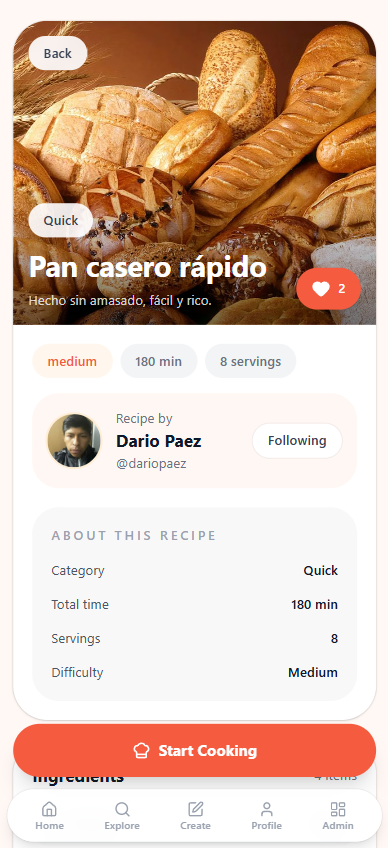 Back
Quick
Pan casero rápido
Hecho sin amasado, fácil y rico.
2
medium
180 min
8 servings
Recipe by
Dario Paez
@dariopaez
Following
ABOUT THIS RECIPE
Category
Quick
Total time
180 min
Servings
8
Difficulty
Medium
Start Cooking
Ingredients
4 items
Home
Explore
Create
Profile
Admin